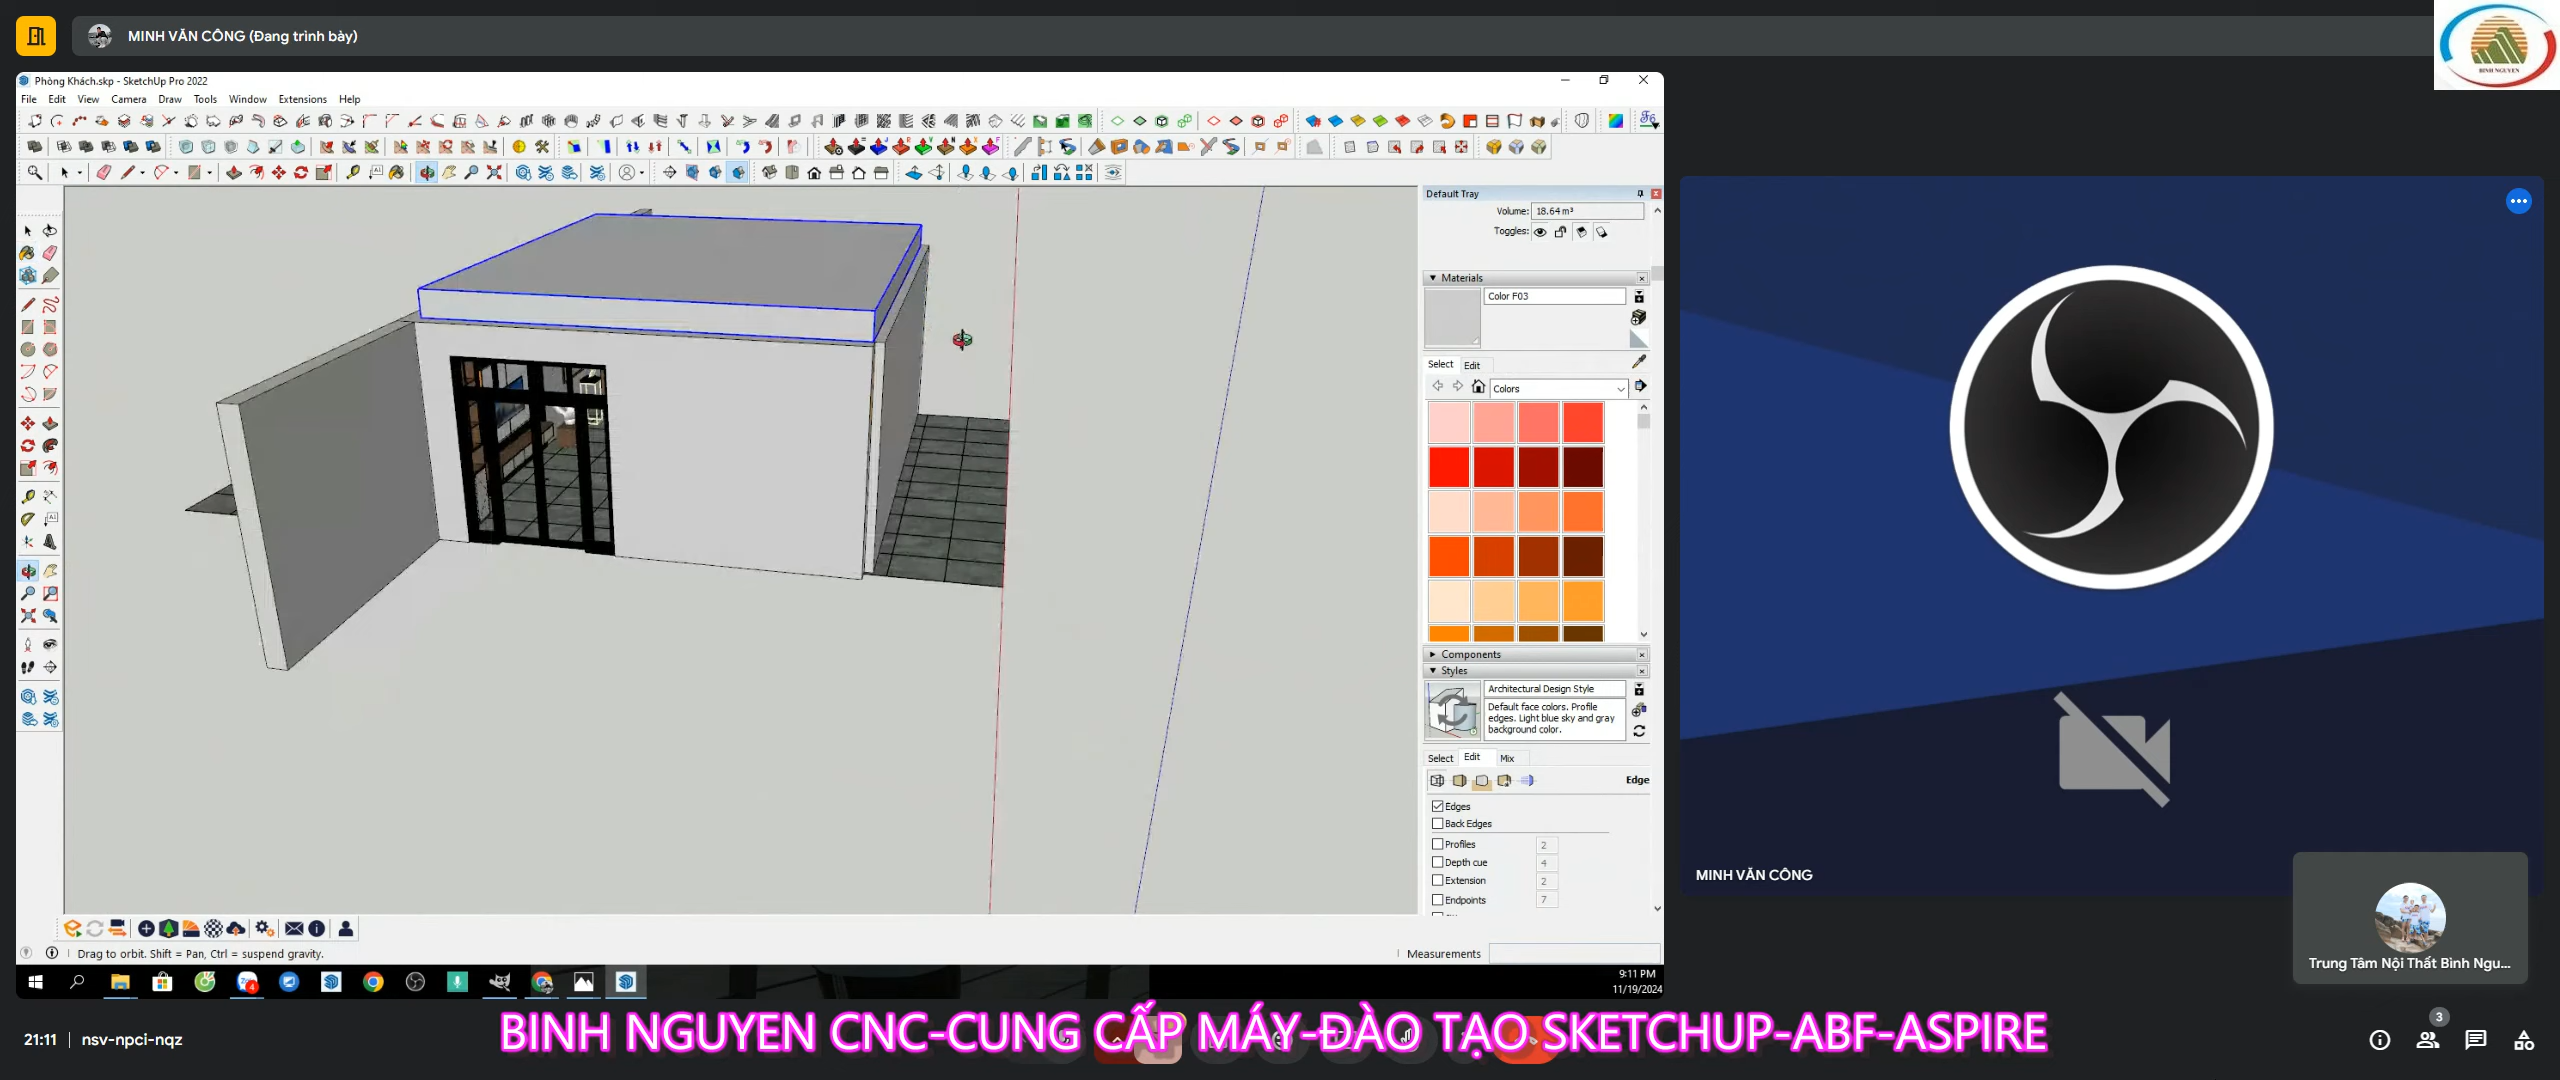 MINH VĂN CÔNG (Đang trình bày)
BINH NGUYEN
Phòng Khách.skp - SketchUp Pro 2022
File Edit View Camera Draw Tools Window Extensions Help
Default Tray
Volume: 18.64 m³
Toggles:
Materials
Color F03
Select Edit
Colors
Components
Styles
Architectural Design Style
Default face colors. Profile
edges. Light blue sky and gray
background color.
Select Edit Mix
Edge
Edges
Back Edges
Profiles 2
Depth cue 4
Extension 2
Endpoints 7
Drag to orbit. Shift = Pan, Ctrl = suspend gravity.
Measurements
4
9:11 PM
11/19/2024
MINH VĂN CÔNG
Trung Tâm Nội Thất Bình Ngu...
21:11 nsv-npci-nqz
BINH NGUYEN CNC-CUNG CẤP MÁY-ĐÀO TẠO SKETCHUP-ABF-ASPIRE
3